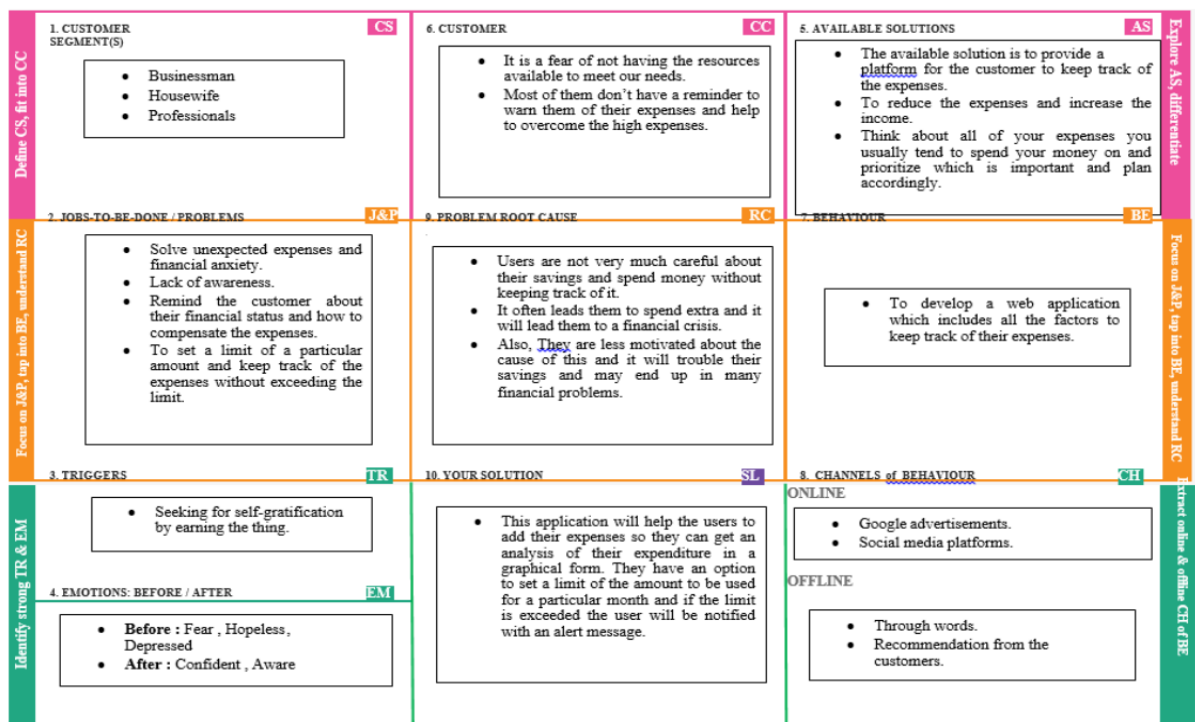 Define CS, fit into CC
1. CUSTOMER
SEGMENT(S)
CS
• Businessman
• Housewife
• Professionals
6. CUSTOMER
CC
• It is a fear of not having the resources
available to meet our needs.
• Most of them don’t have a reminder to
warn them of their expenses and help
to overcome the high expenses.
5. AVAILABLE SOLUTIONS
AS
• The available solution is to provide a
platform for the customer to keep track of
the expenses.
• To reduce the expenses and increase the
income.
• Think about all of your expenses you
usually tend to spend your money on and
prioritize which is important and plan
accordingly.
Explore AS, differentiate
Focus on J&P, tap into BE, understand RC
2. JOBS-TO-BE-DONE / PROBLEMS
J&P
• Solve unexpected expenses and
financial anxiety.
• Lack of awareness.
• Remind the customer about
their financial status and how to
compensate the expenses.
• To set a limit of a particular
amount and keep track of the
expenses without exceeding the
limit.
9. PROBLEM ROOT CAUSE
RC
• Users are not very much careful about
their savings and spend money without
keeping track of it.
• It often leads them to spend extra and it
will lead them to a financial crisis.
• Also, They are less motivated about the
cause of this and it will trouble their
savings and may end up in many
financial problems.
7. BEHAVIOUR
BE
• To develop a web application
which includes all the factors to
keep track of their expenses.
Focus on J&P, tap into BE, understand RC
Identify strong TR & EM
3. TRIGGERS
TR
• Seeking for self-gratification
by earning the thing.
4. EMOTIONS: BEFORE / AFTER
EM
• Before : Fear , Hopeless,
Depressed
• After : Confident , Aware
10. YOUR SOLUTION
SL
• This application will help the users to
add their expenses so they can get an
analysis of their expenditure in a
graphical form. They have an option
to set a limit of the amount to be used
for a particular month and if the limit
is exceeded the user will be notified
with an alert message.
8. CHANNELS of BEHAVIOUR
CH
ONLINE
• Google advertisements.
• Social media platforms.
OFFLINE
• Through words.
• Recommendation from the
customers.
Extract online & offline CH of BE